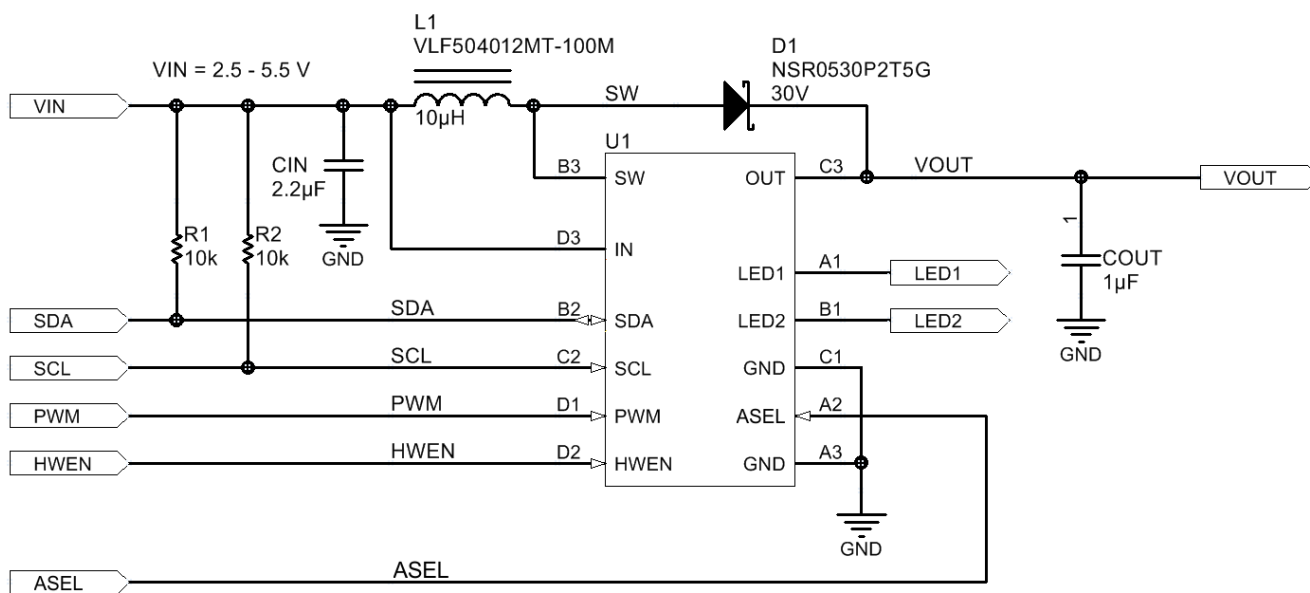 L1
VLF504012MT-100M
D1
NSR0530P2T5G
30V
VIN = 2.5 - 5.5 V
VIN
10µH
SW
U1
CIN
2.2µF
GND
B3
SW
OUT
C3
VOUT
VOUT
R1
10k
R2
10k
D3
IN
1
LED1
A1
LED1
COUT
1µF
GND
SDA
SDA
B2
SDA
LED2
B1
LED2
SCL
SCL
C2
SCL
GND
C1
PWM
PWM
D1
PWM
ASEL
A2
HWEN
HWEN
D2
HWEN
GND
A3
GND
ASEL
ASEL